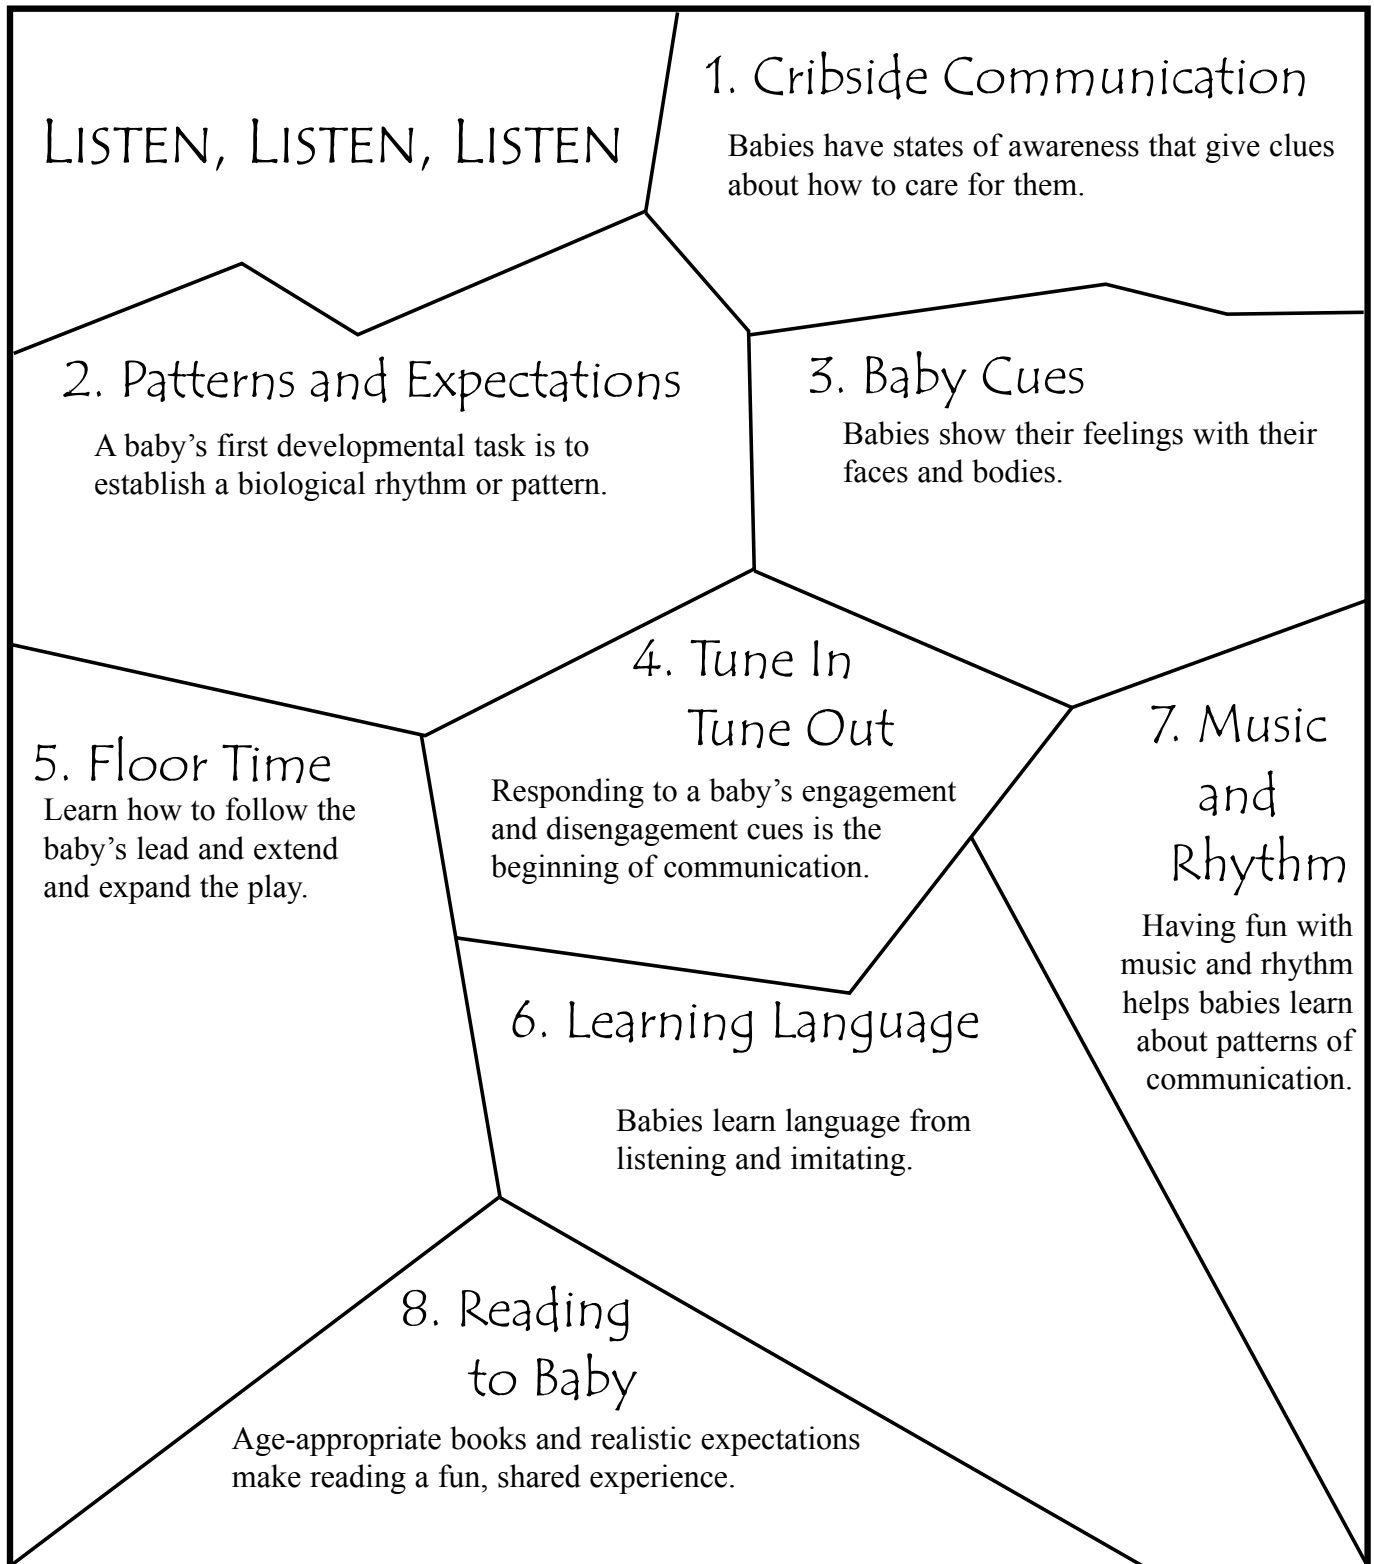 LISTEN, LISTEN, LISTEN
1. Cribside Communication
Babies have states of awareness that give clues
about how to care for them.
2. Patterns and Expectations
A baby’s first developmental task is to
establish a biological rhythm or pattern.
3. Baby Cues
Babies show their feelings with their
faces and bodies.
4. Tune In
Tune Out
Responding to a baby’s engagement
and disengagement cues is the
beginning of communication.
5. Floor Time
Learn how to follow the
baby’s lead and extend
and expand the play.
6. Learning Language
Babies learn language from
listening and imitating.
7. Music
and
Rhythm
Having fun with
music and rhythm
helps babies learn
about patterns of
communication.
8. Reading
to Baby
Age-appropriate books and realistic expectations
make reading a fun, shared experience.